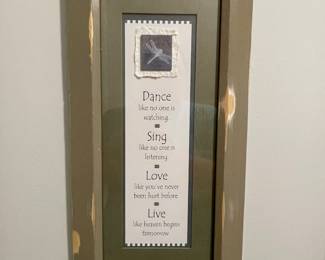 Dance
like no one is
watching.
Sing
like no one is
listening.
Love
like you've never
been hurt before.
Live
like heaven begins
tomorrow.